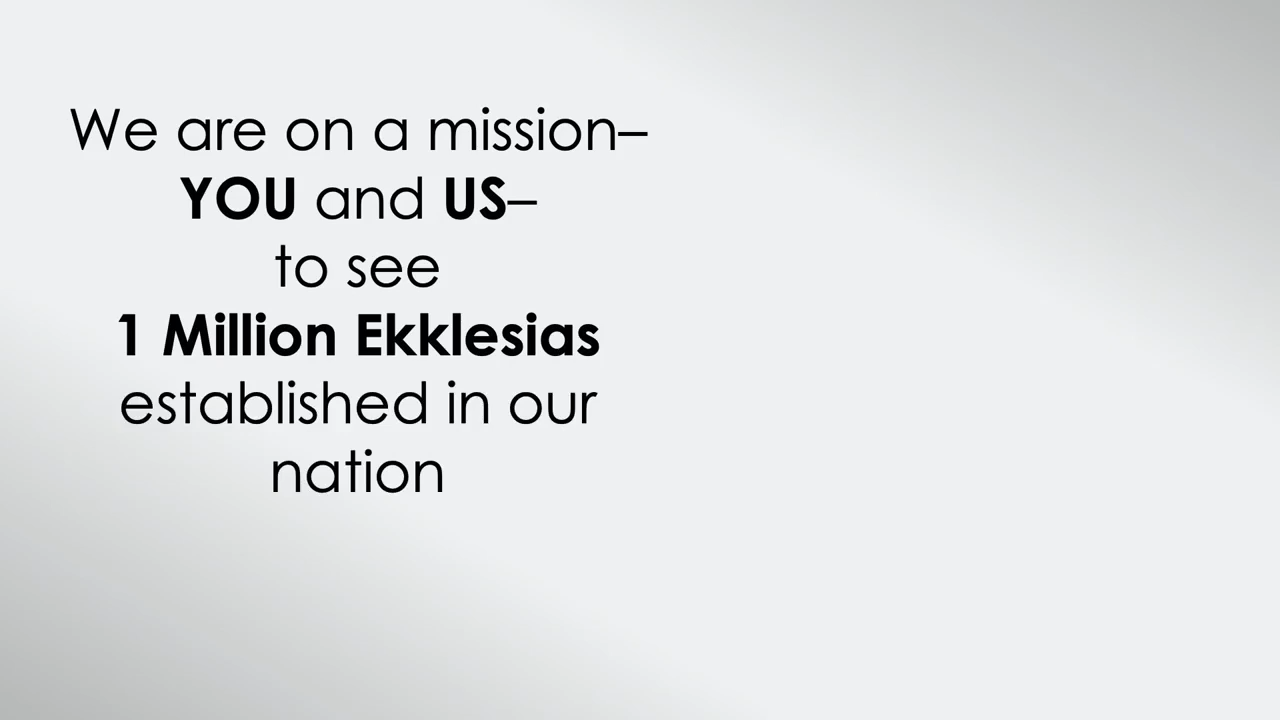 We are on a mission–
YOU and US–
to see
1 Million Ekklesias
established in our
nation